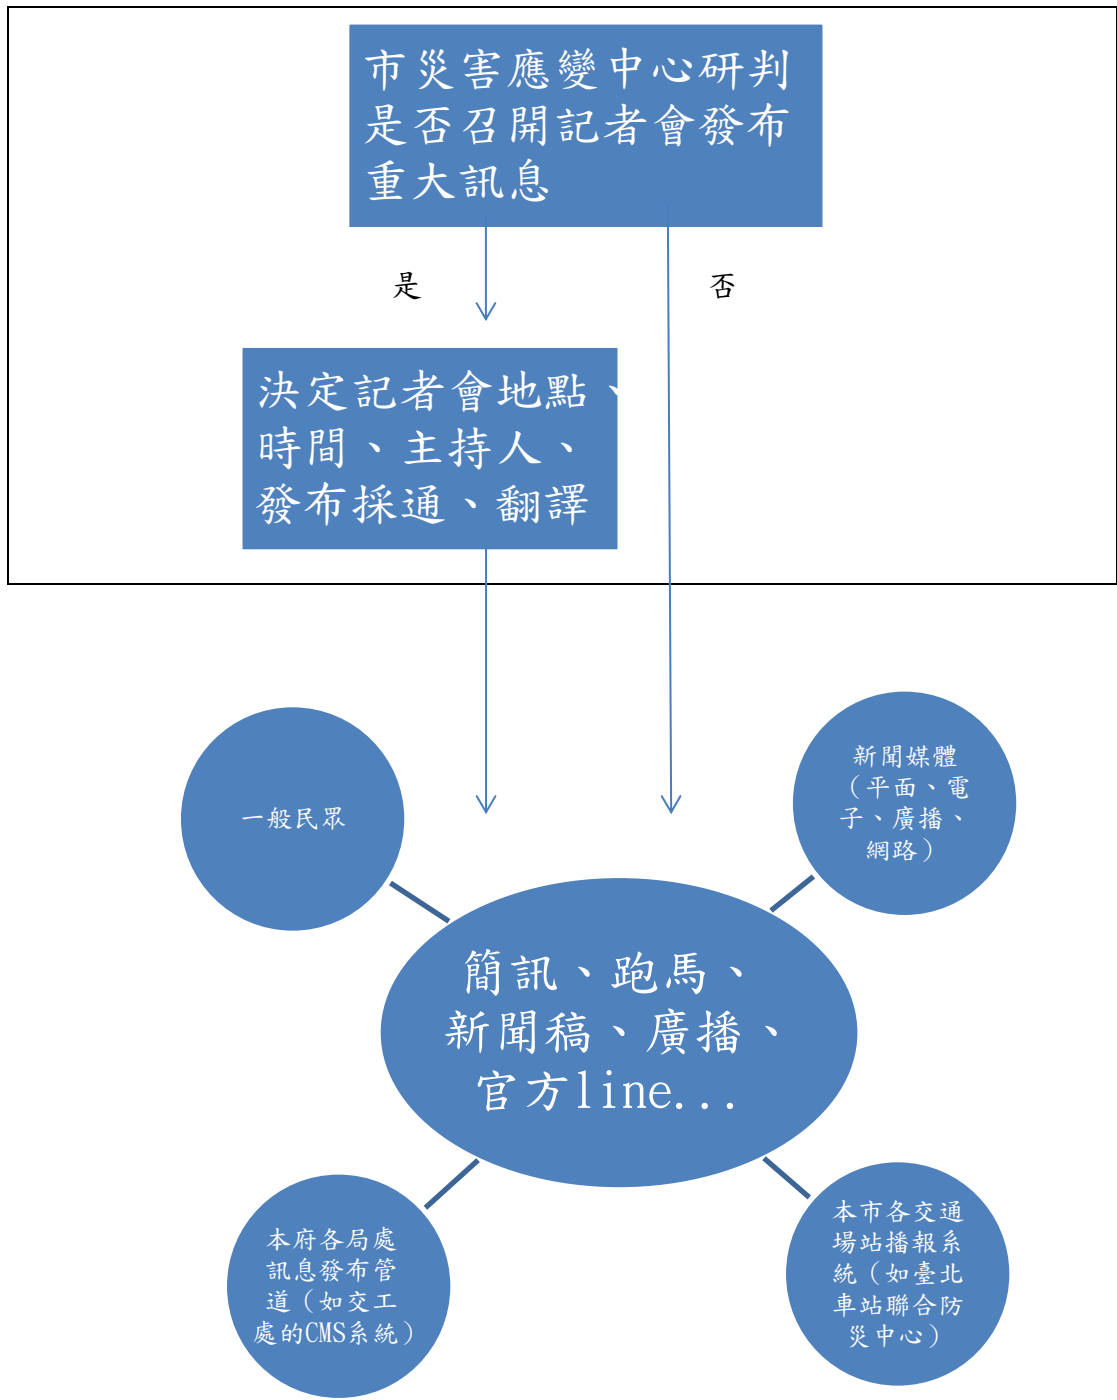 市災害應變中心研判
是否召開記者會發布
重大訊息
是
否
決定記者會地點、
時間、主持人、
發布採通、翻譯
一般民眾
新聞媒體
（平面、電
子、廣播、
網路）
簡訊、跑馬、
新聞稿、廣播、
官方line...
本府各局處
訊息發布管
道（如交工
處的CMS系統）
本市各交通
場站播報系
統（如臺北
車站聯合防
災中心）